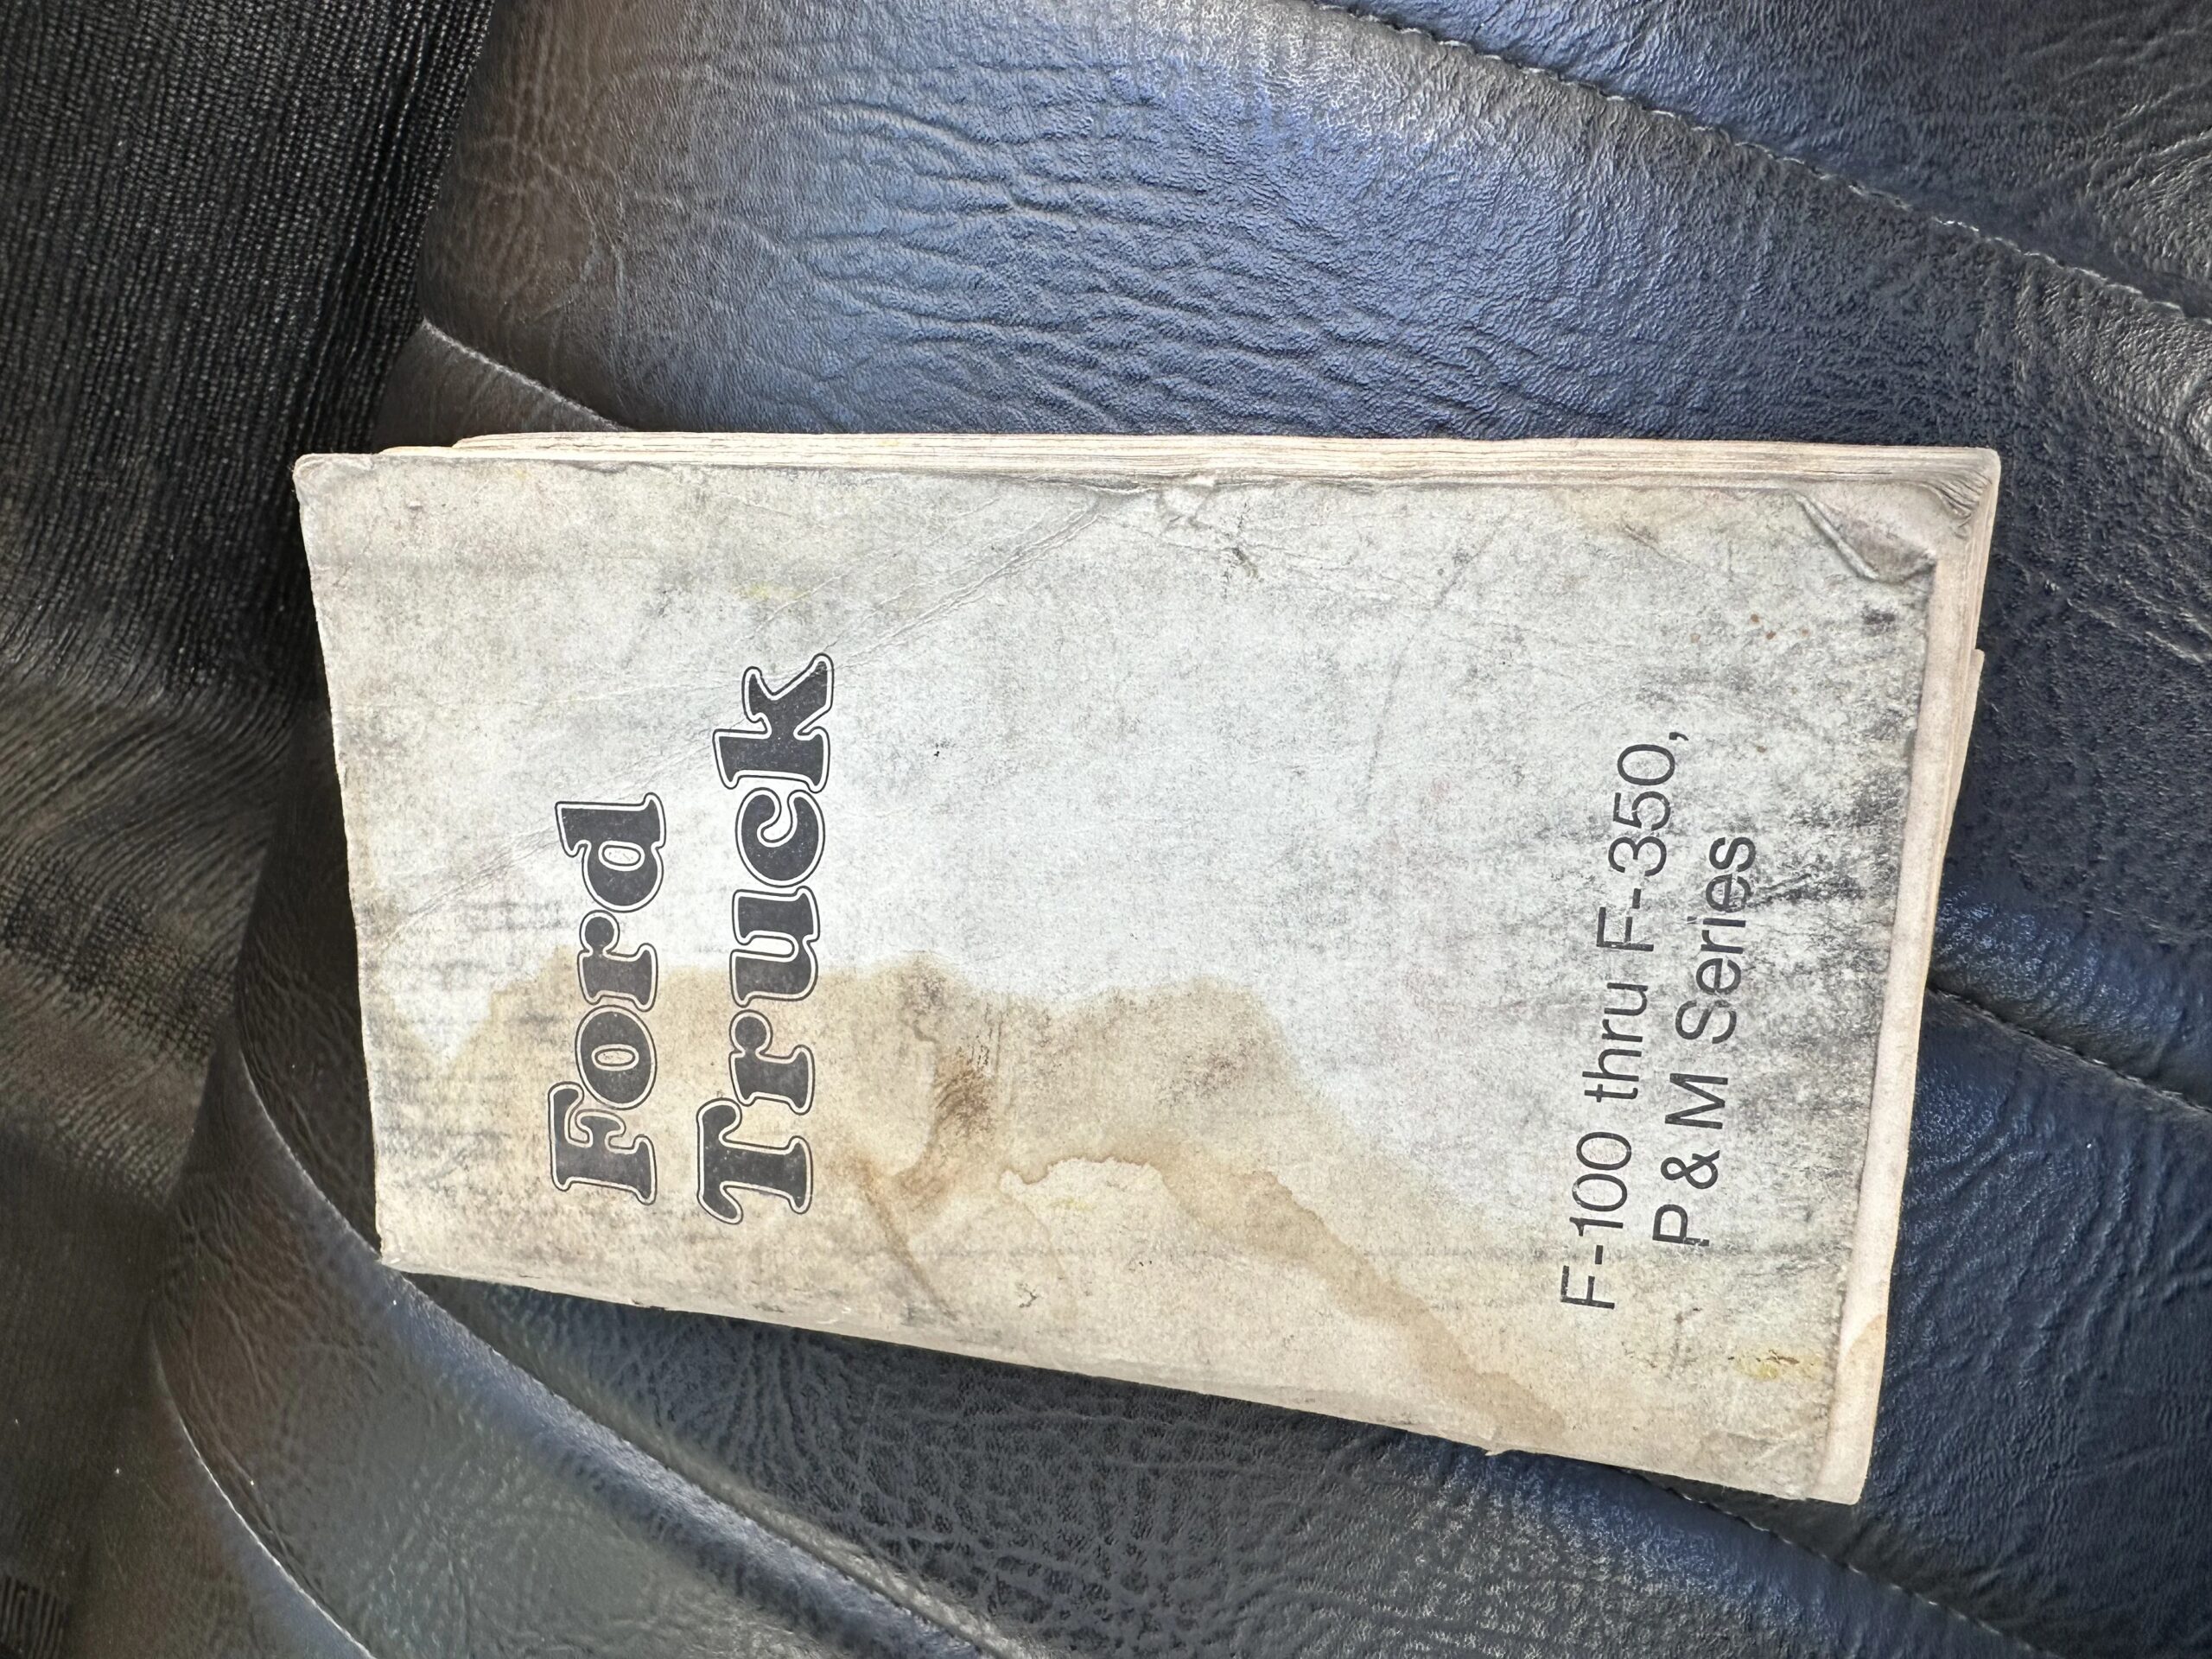 Ford
Truck
F-100 thru F-350,
P & M Series